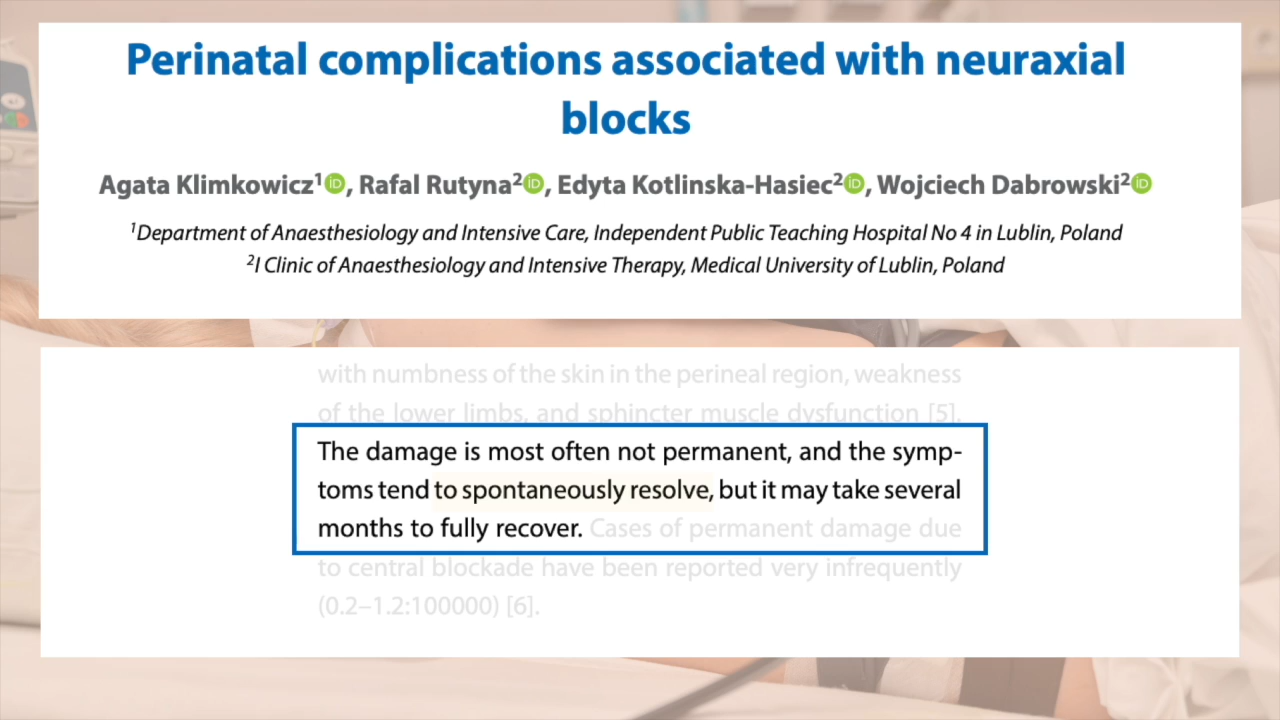 Perinatal complications associated with neuraxial
blocks
Agata Klimkowicz¹iD, Rafal Rutyna²iD, Edyta Kotlinska-Hasiec²iD, Wojciech Dabrowski²iD
¹Department of Anaesthesiology and Intensive Care, Independent Public Teaching Hospital No 4 in Lublin, Poland
²I Clinic of Anaesthesiology and Intensive Therapy, Medical University of Lublin, Poland
with numbness of the skin in the perineal region, weakness
of the lower limbs, and sphincter muscle dysfunction [5].
The damage is most often not permanent, and the symp-
toms tend to spontaneously resolve, but it may take several
months to fully recover. Cases of permanent damage due
to central blockade have been reported very infrequently
(0.2–1.2:100000) [6].